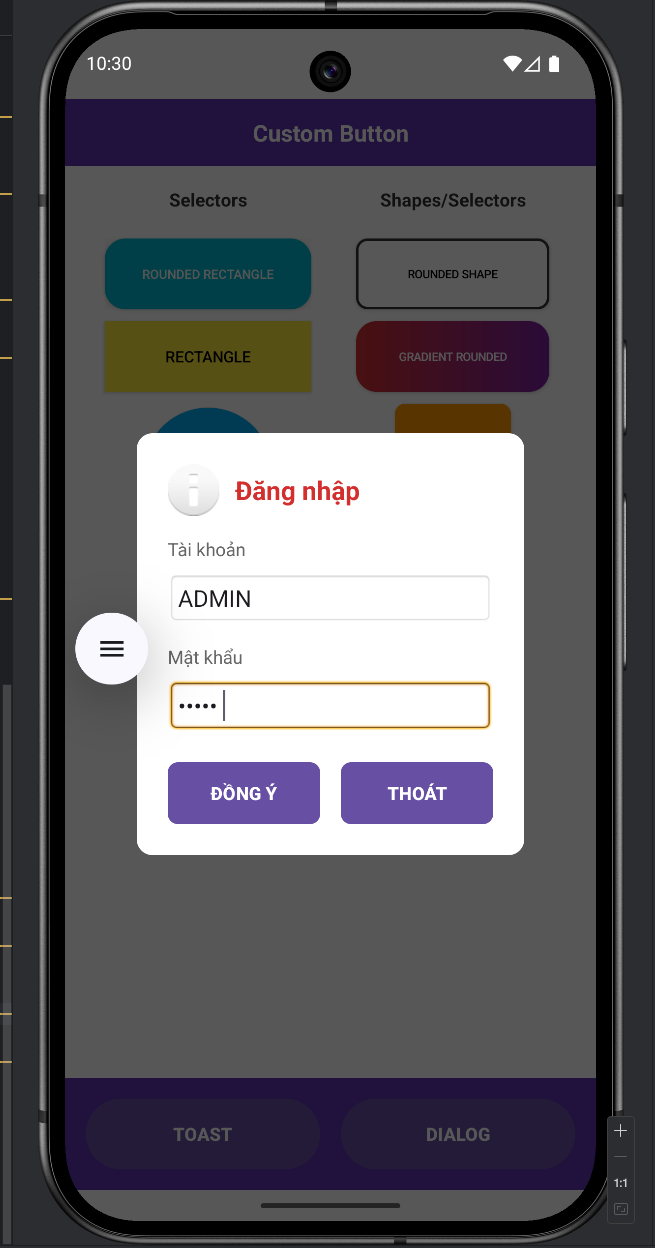 10:30
Custom Button
Selectors
Shapes/Selectors
ROUNDED RECTANGLE
ROUNDED SHAPE
RECTANGLE
GRADIENT ROUNDED
Đăng nhập
Tài khoản
ADMIN
Mật khẩu
•••••
ĐỒNG Ý
THOÁT
TOAST
DIALOG
1:1